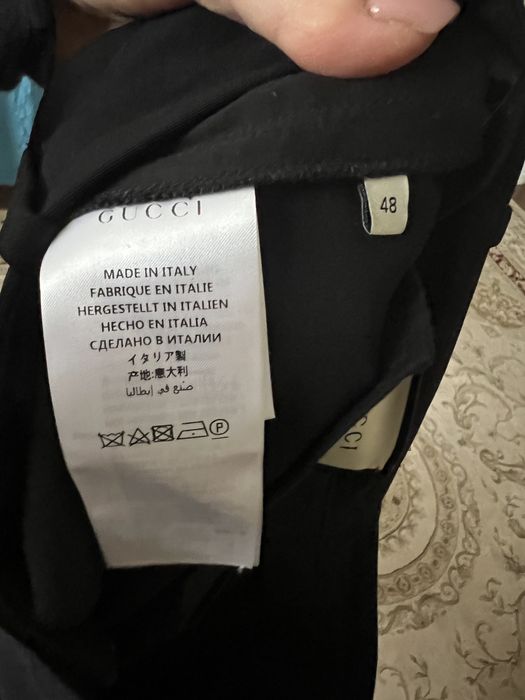 GUCCI
48
MADE IN ITALY
FABRIQUE EN ITALIE
HERGESTELLT IN ITALIEN
HECHO EN ITALIA
СДЕЛАНО В ИТАЛИИ
イタリア製
产地:意大利
صنع في إيطاليا
P